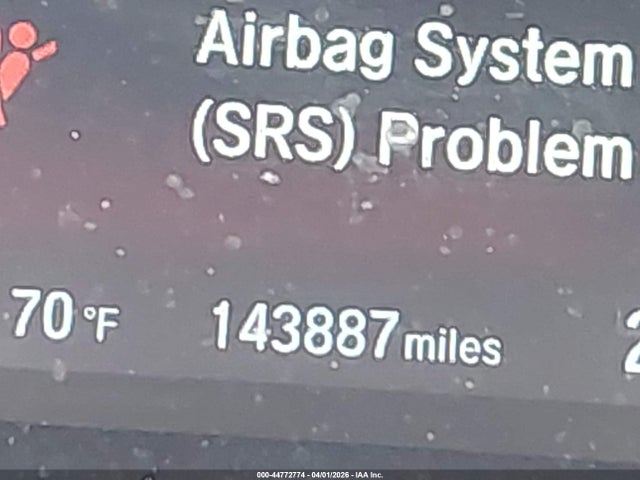 Airbag System
(SRS) Problem
70 °F 143887 miles
000-44772774 - 04/01/2026 - IAA Inc.